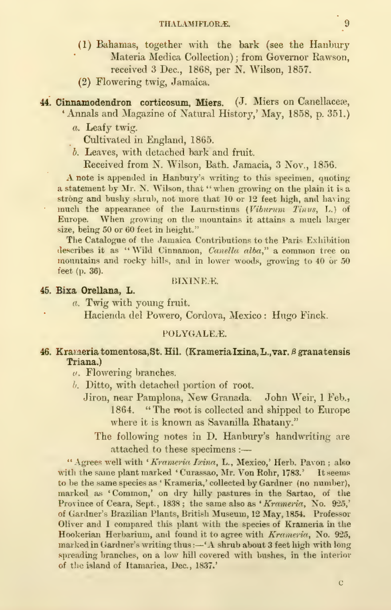 THALAMIFLORÆ. 9
(1) Bahamas, together with the bark (see the Hanbury
Materia Medica Collection); from Governor Rawson,
received 3 Dec., 1868, per N. Wilson, 1857.
(2) Flowering twig, Jamaica.
44. Cinnamodendron corticosum, Miers. (J. Miers on Canellaceæ,
‘Annals and Magazine of Natural History,’ May, 1858, p. 351.)
a. Leafy twig.
Cultivated in England, 1865.
b. Leaves, with detached bark and fruit.
Received from N. Wilson, Bath. Jamacia, 3 Nov., 1856.
A note is appended in Hanbury's writing to this specimen, quoting
a statement by Mr. N. Wilson, that “when growing on the plain it is a
strong and bushy shrub, not more that 10 or 12 feet high, and having
much the appearance of the Laurustinus (Viburum Tinus, L.) of
Europe. When growing on the mountains it attains a much larger
size, being 50 or 60 feet in height.”
The Catalogue of the Jamaica Contributions to the Paris Exhibition
describes it as “Wild Cinnamon, Canella alba,” a common tree on
mountains and rocky hills, and in lower woods, growing to 40 or 50
feet (p. 36).
BIXINEÆ.
45. Bixa Orellana, L.
a. Twig with young fruit.
Hacienda del Powero, Cordova, Mexico: Hugo Finck.
POLYGALEÆ.
46. Krameria tomentosa, St. Hil. (Krameria Ixina, L., var. β granatensis
Triana.)
a. Flowering branches.
b. Ditto, with detached portion of root.
Jiron, near Pamplona, New Granada. John Weir, 1 Feb.,
1864. “The root is collected and shipped to Europe
where it is known as Savanilla Rhatany.”
The following notes in D. Hanbury's handwriting are
attached to these specimens:—
“Agrees well with ‘Krameria Ixina, L., Mexico,’ Herb. Pavon; also
with the same plant marked ‘Curassao, Mr. Von Rohr, 1783.’ It seems
to be the same species as ‘Krameria,’ collected by Gardner (no number),
marked as ‘Common,’ on dry hilly pastures in the Sartao, of the
Province of Ceara, Sept., 1838; the same also as ‘Krameria, No. 925,’
of Gardner's Brazilian Plants, British Museum, 12 May, 1854. Professor
Oliver and I compared this plant with the species of Krameria in the
Hookerian Herbarium, and found it to agree with Krameria, No. 925,
marked in Gardner's writing thus:—‘A shrub about 3 feet high with long
spreading branches, on a low hill covered with bushes, in the interior
of the island of Itamarica, Dec., 1837.’
C